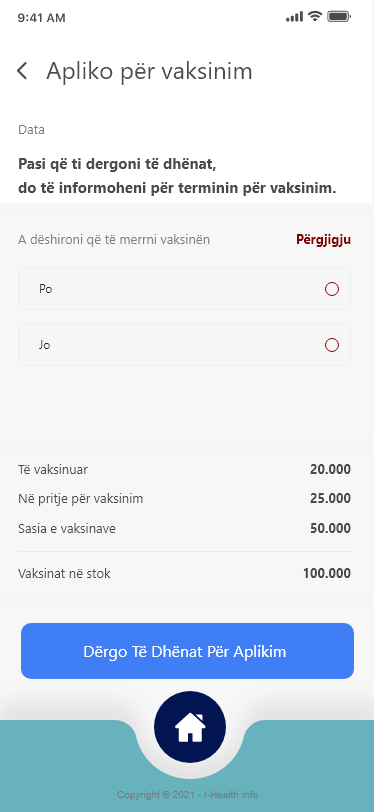 9:41 AM
Apliko për vaksinim
Data
Pasi që ti dergoni të dhënat,
do të informoheni për terminin për vaksinim.
A dëshironi që të merrni vaksinën
Përgjigju
Po
Jo
Të vaksinuar 20.000
Në pritje për vaksinim 25.000
Sasia e vaksinave 50.000
Vaksinat në stok 100.000
Dërgo Të Dhënat Për Aplikim
Copyright © 2021 - I-Health Info